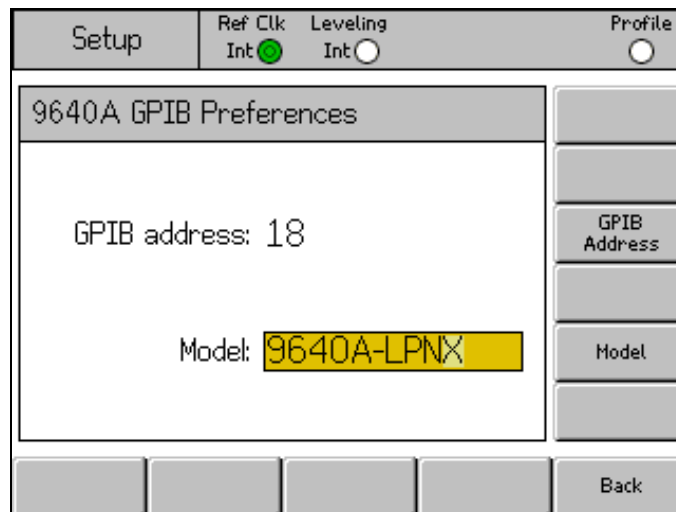 Setup
Ref Clk Leveling Profile
Int Int
9640A GPIB Preferences
GPIB address: 18
GPIB
Address
Model: 9640A-LPNX
Model
Back